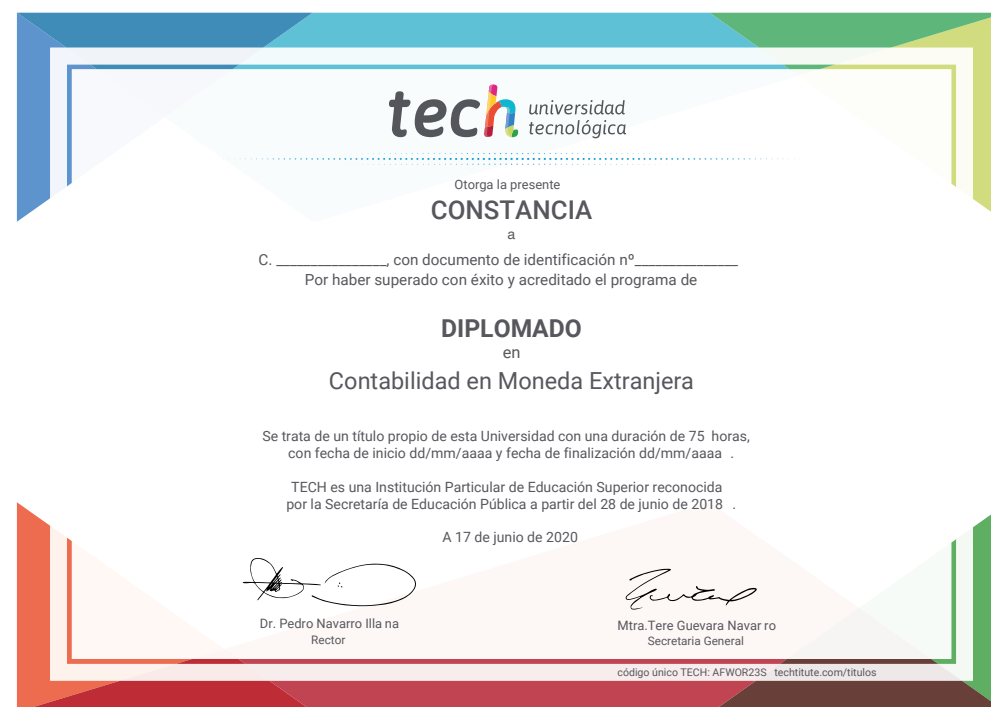 tech universidad
tecnológica
Otorga la presente
CONSTANCIA
a
C. ________________, con documento de identificación nº_______________
Por haber superado con éxito y acreditado el programa de
DIPLOMADO
en
Contabilidad en Moneda Extranjera
Se trata de un título propio de esta Universidad con una duración de 75 horas,
con fecha de inicio dd/mm/aaaa y fecha de finalización dd/mm/aaaa .
TECH es una Institución Particular de Educación Superior reconocida
por la Secretaría de Educación Pública a partir del 28 de junio de 2018 .
A 17 de junio de 2020
Dr. Pedro Navarro Illa na
Rector
Mtra.Tere Guevara Navar ro
Secretaria General
código único TECH: AFWOR23S techtitute.com/titulos